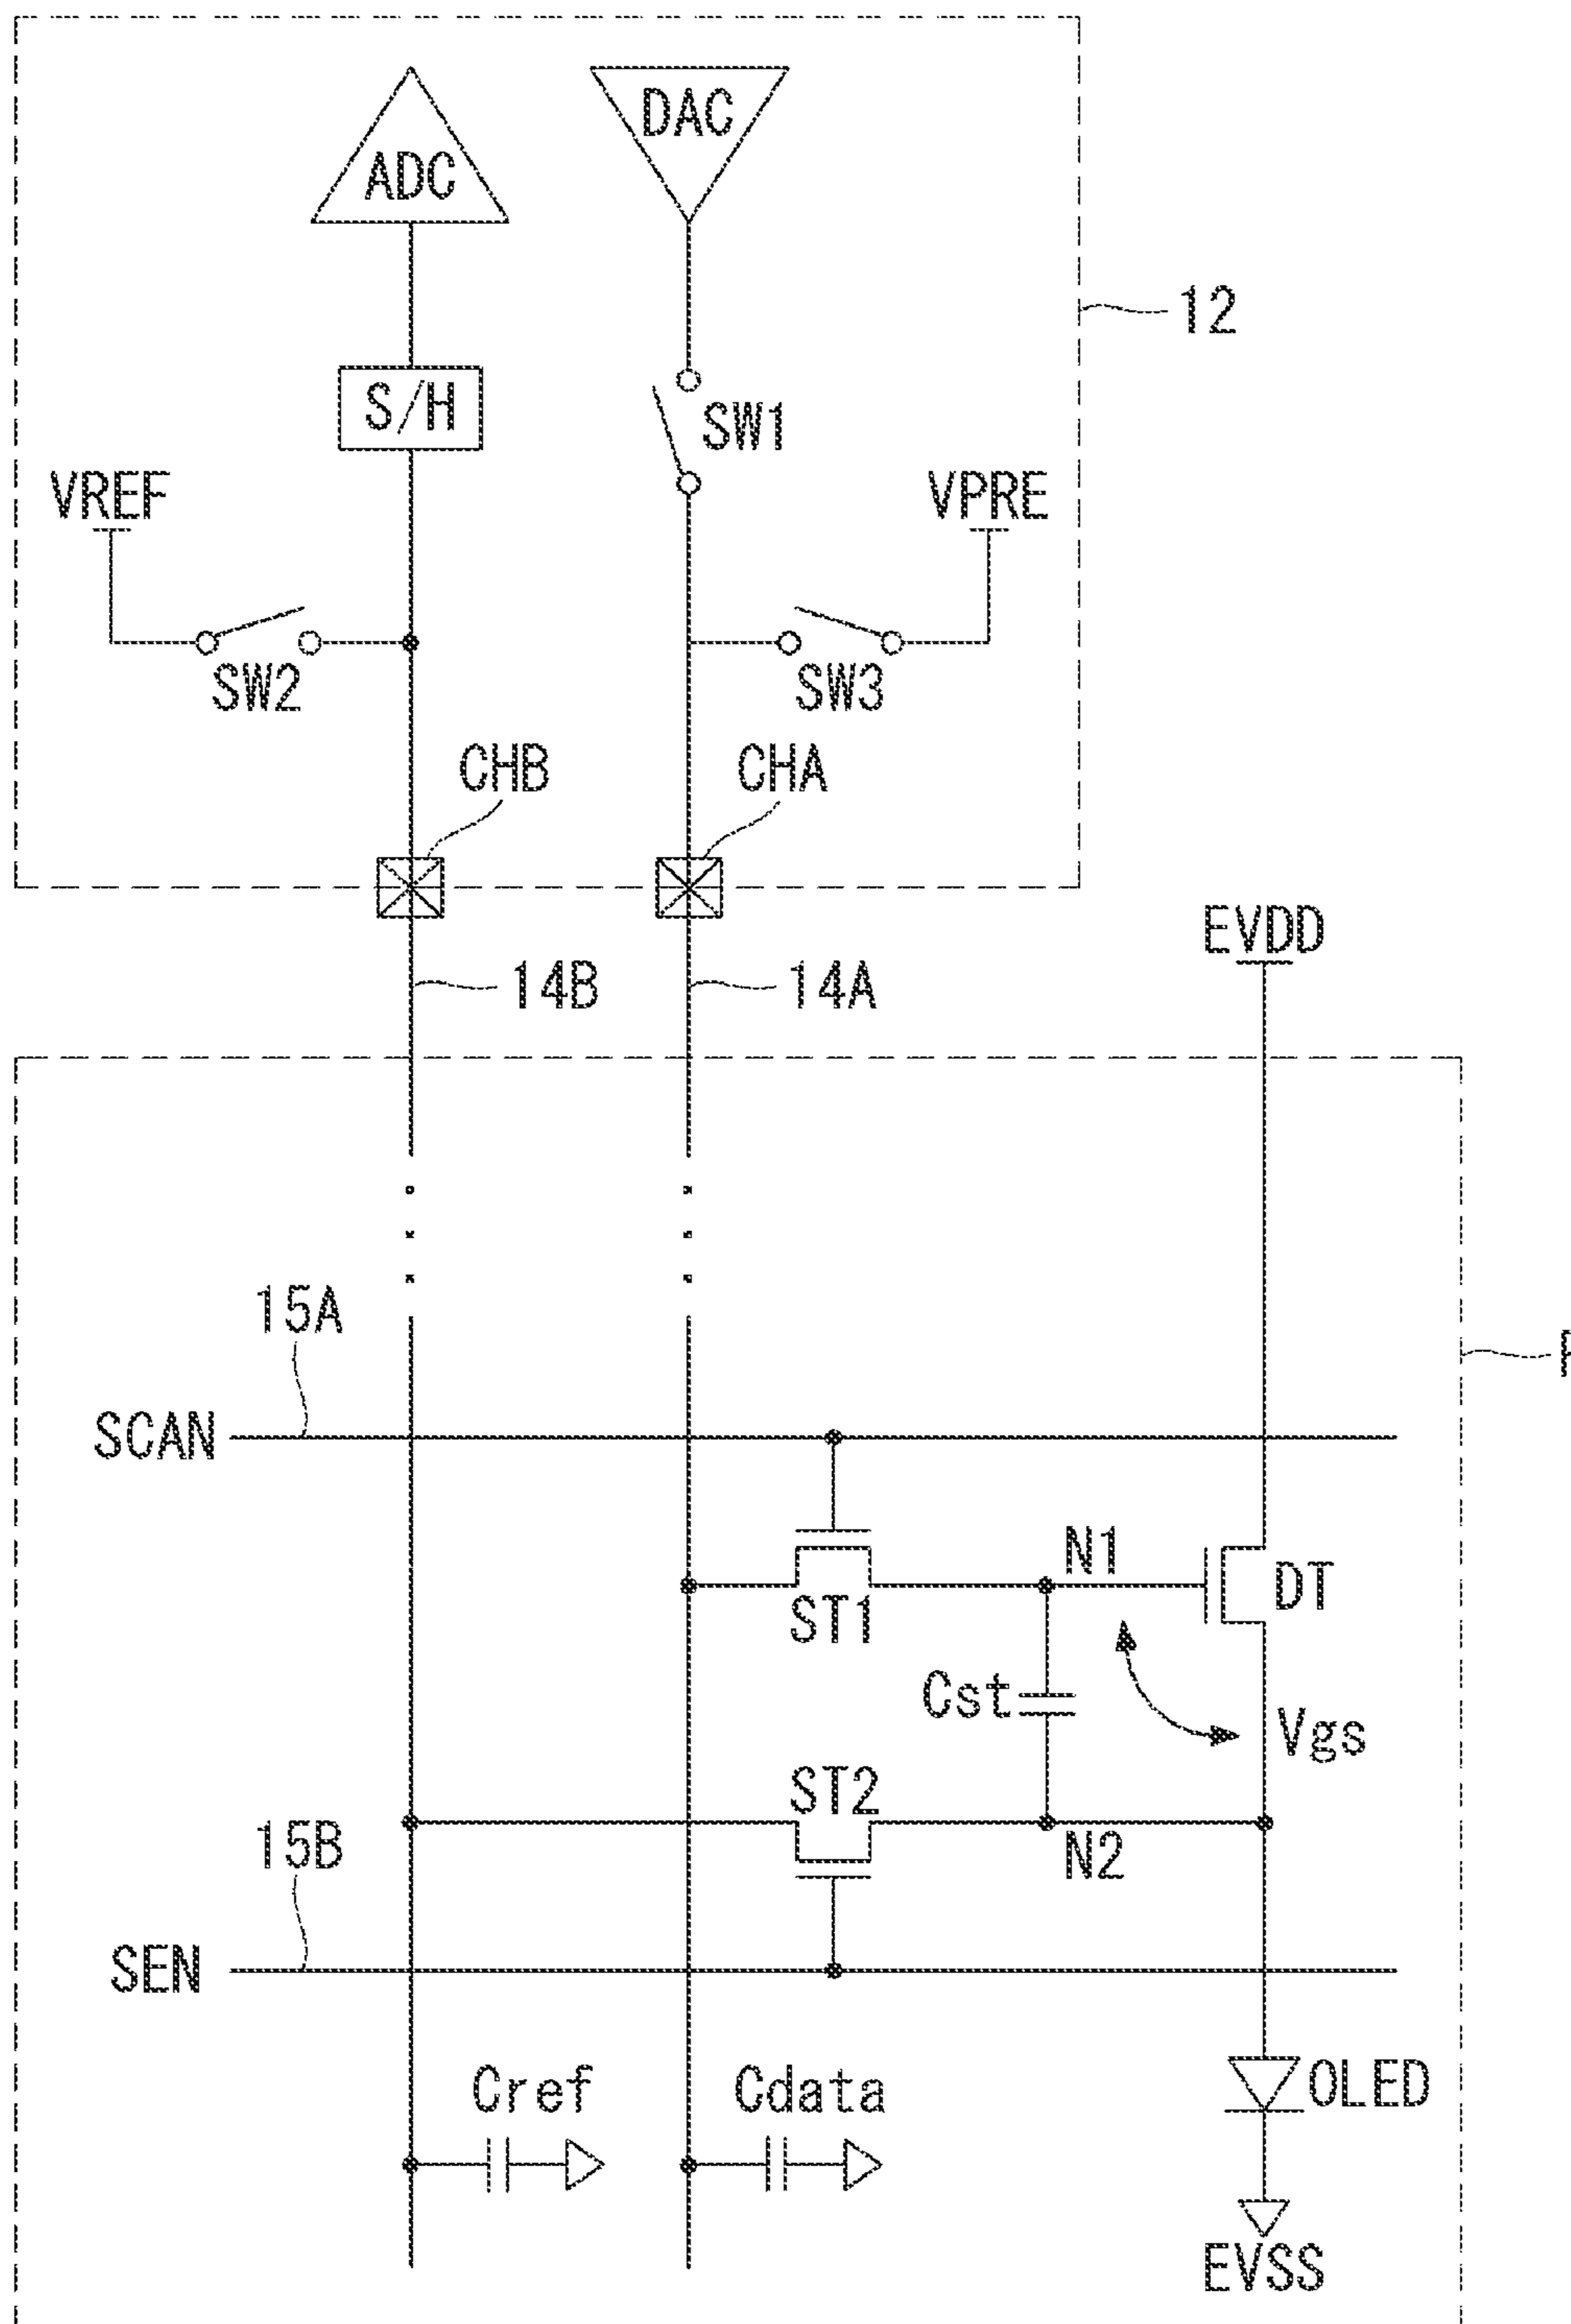 ADC
DAC
12
S/H
SW1
VREF
VPRE
SW2
SW3
CHB
CHA
EVDD
14B
14A
15A
SCAN
N1
DT
ST1
Cst
Vgs
ST2
15B
N2
SEN
Cref
Cdata
OLED
EVSS